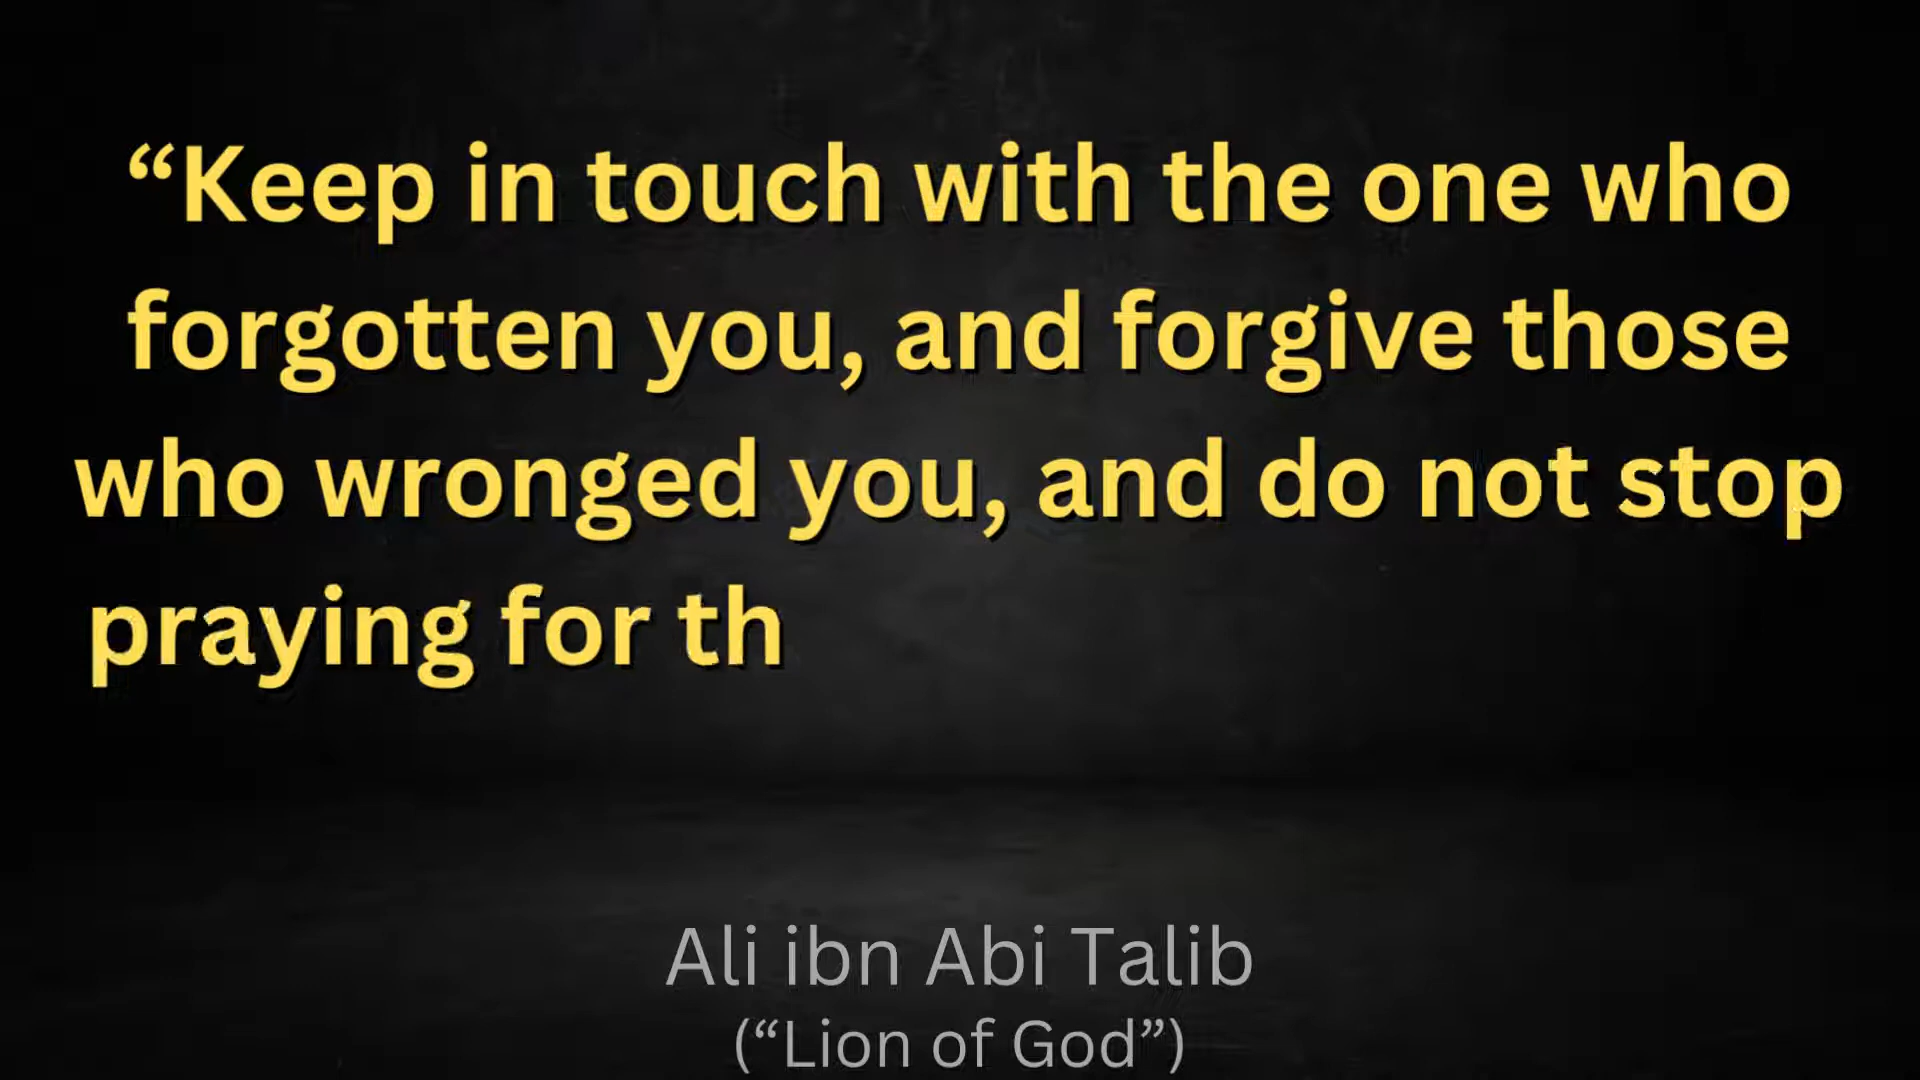 “Keep in touch with the one who
forgotten you, and forgive those
who wronged you, and do not stop
praying for th
Ali ibn Abi Talib
(“Lion of God”)